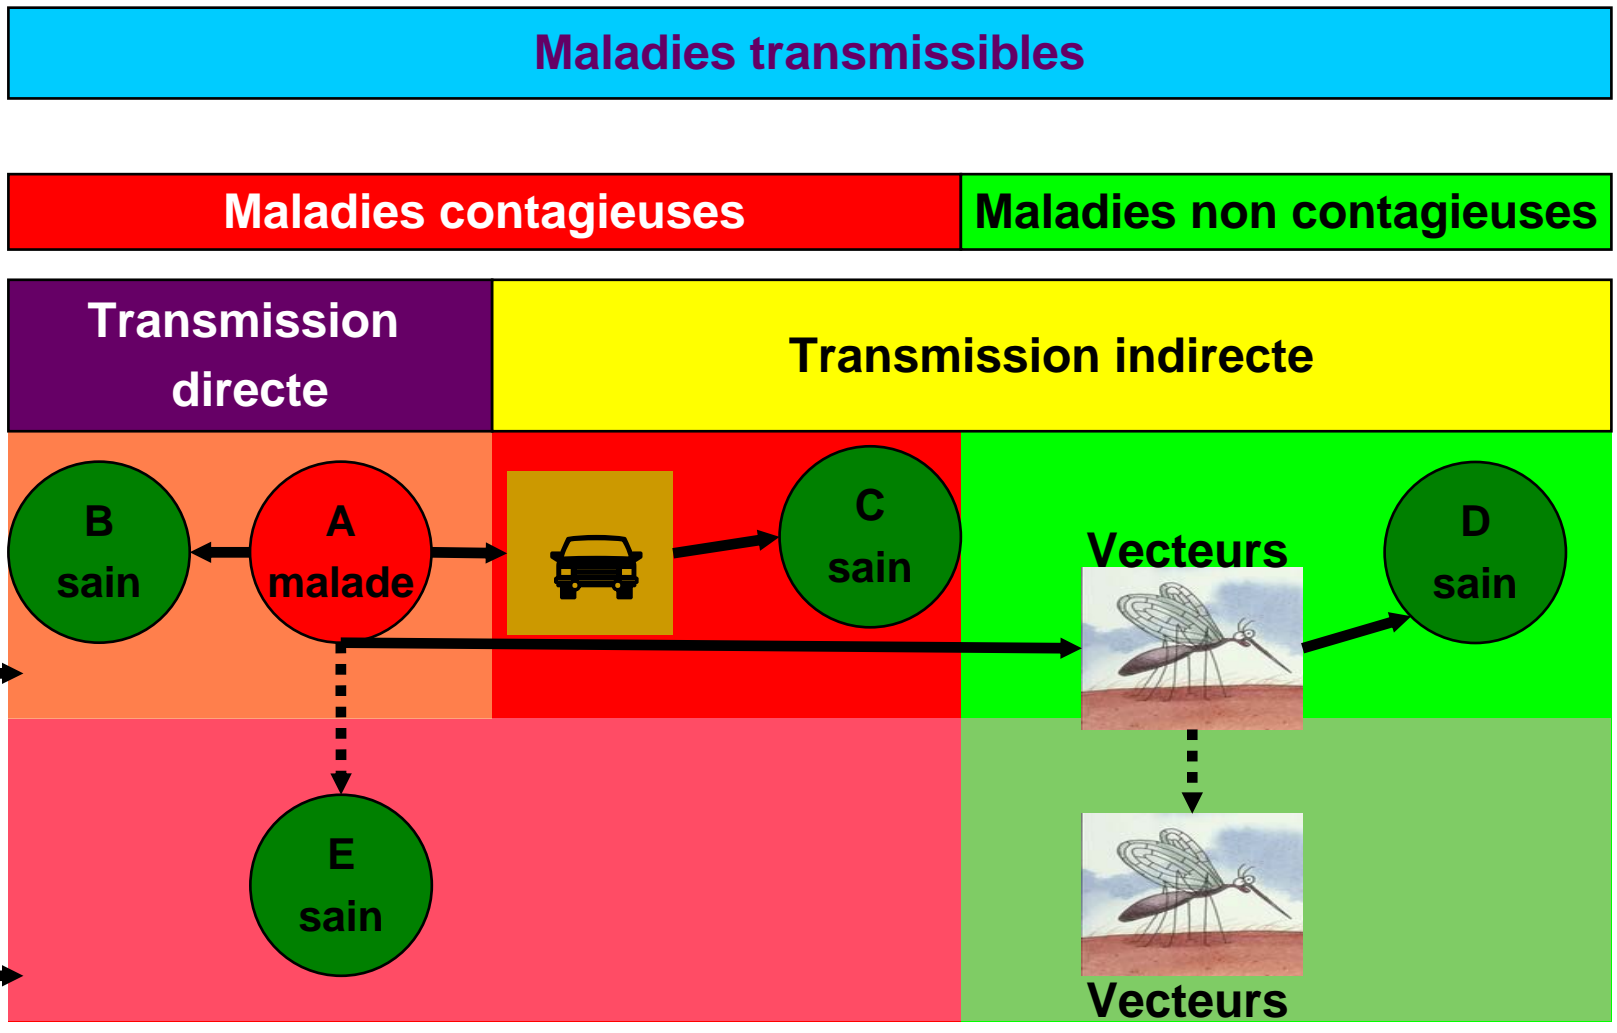 Maladies transmissibles
Maladies contagieuses
Maladies non contagieuses
Transmission
directe
Transmission indirecte
B
sain
A
malade
C
sain
Vecteurs
D
sain
E
sain
Vecteurs